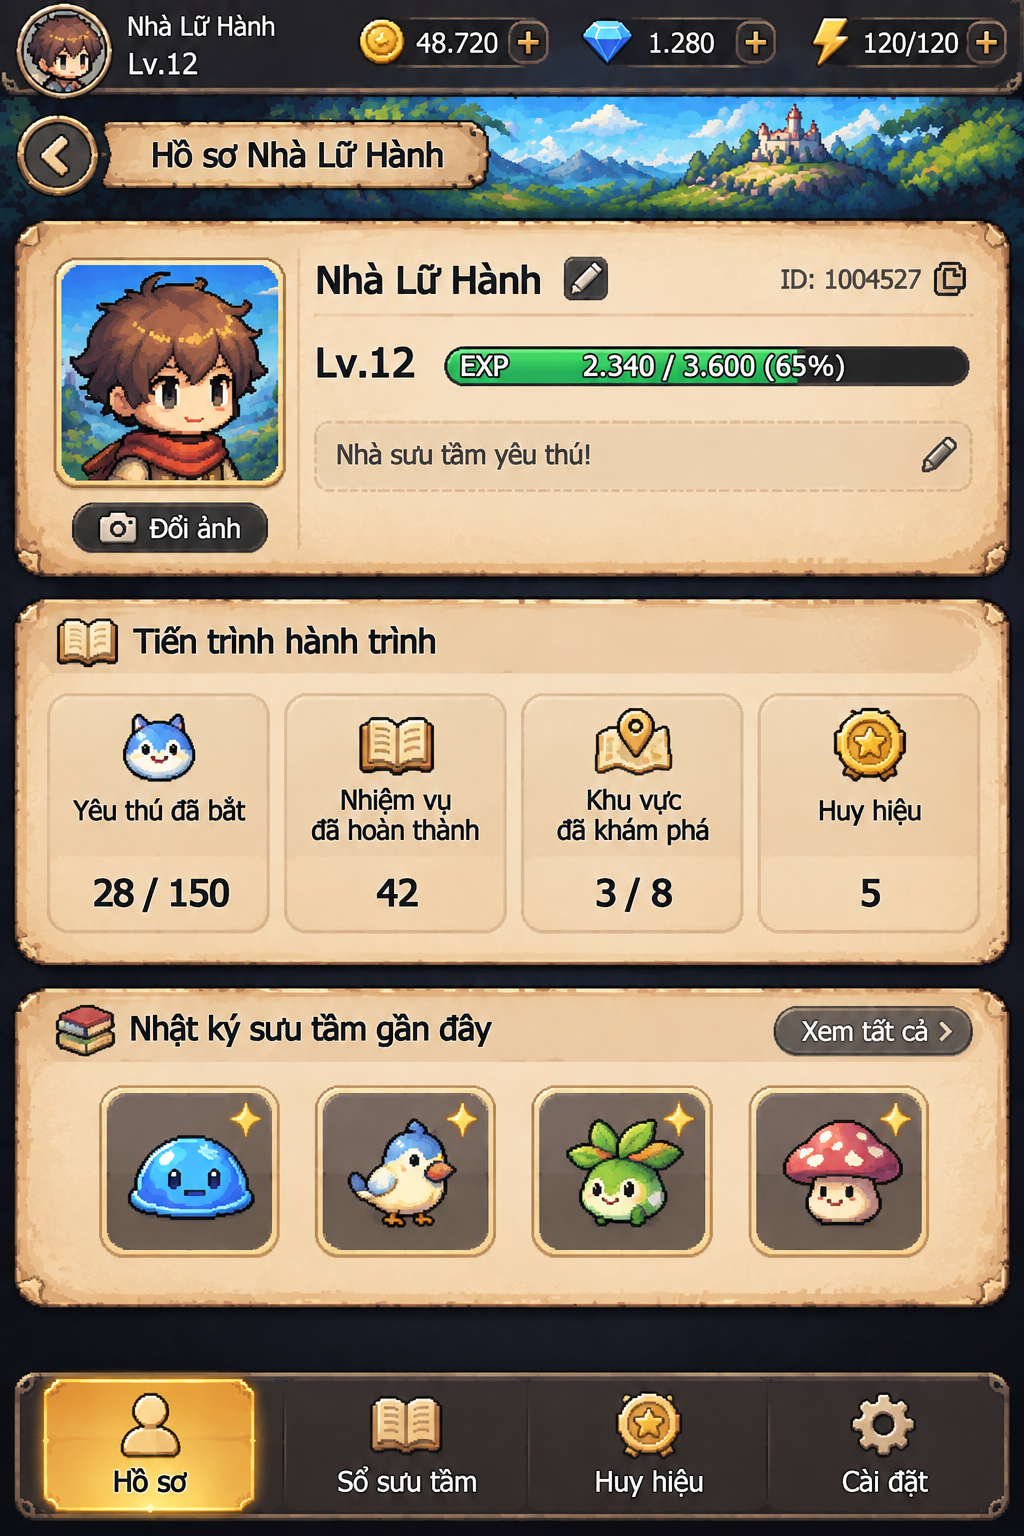 Nhà Lữ Hành
Lv.12
48.720
1.280
120/120
Hồ sơ Nhà Lữ Hành
Nhà Lữ Hành
ID: 1004527
Lv.12
EXP 2.340 / 3.600 (65%)
Nhà sưu tầm yêu thú!
Đổi ảnh
Tiến trình hành trình
Yêu thú đã bắt
28 / 150
Nhiệm vụ
đã hoàn thành
42
Khu vực
đã khám phá
3 / 8
Huy hiệu
5
Nhật ký sưu tầm gần đây
Xem tất cả >
Hồ sơ
Sổ sưu tầm
Huy hiệu
Cài đặt